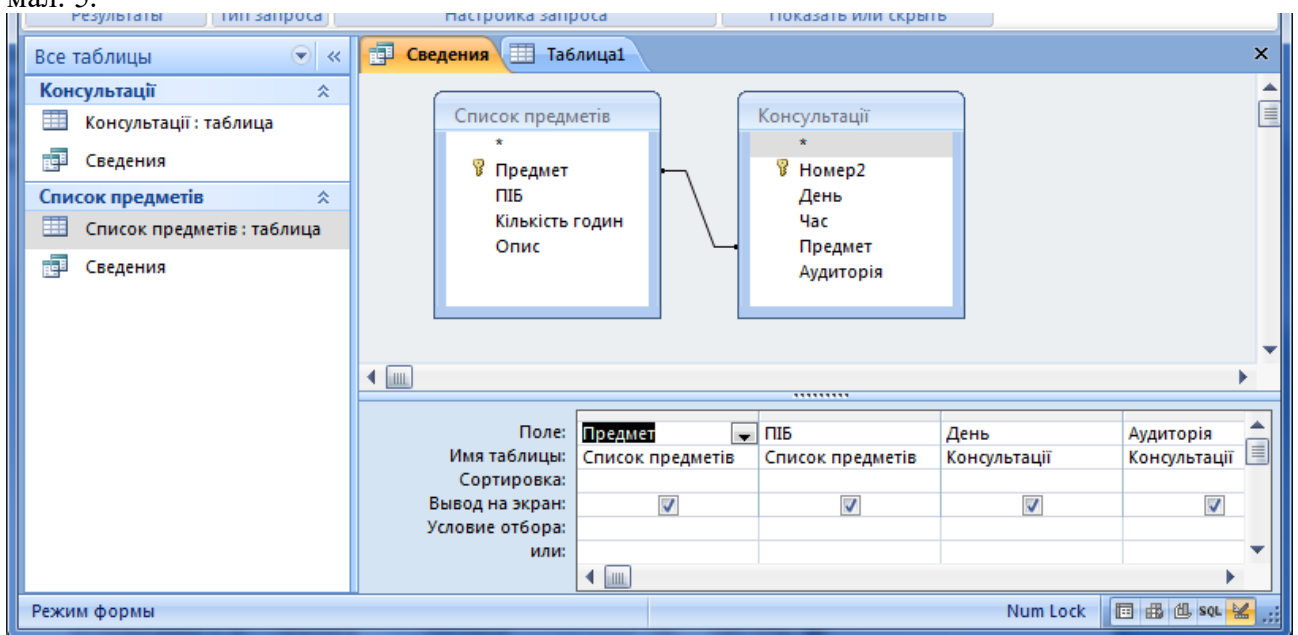 мал. 5.
Результаты Тип запроса Настройка запроса Показать или скрыть
Все таблицы «
Консультації
Консультації : таблица
Сведения
Список предметів
Список предметів : таблица
Сведения
Сведения Таблица1
Список предметів
*
Предмет
ПІБ
Кількість годин
Опис
Консультації
*
Номер2
День
Час
Предмет
Аудиторія
Поле: Предмет ПІБ День Аудиторія
Имя таблицы: Список предметів Список предметів Консультації Консультації
Сортировка:
Вывод на экран:
Условие отбора:
или:
Режим формы Num Lock SQL